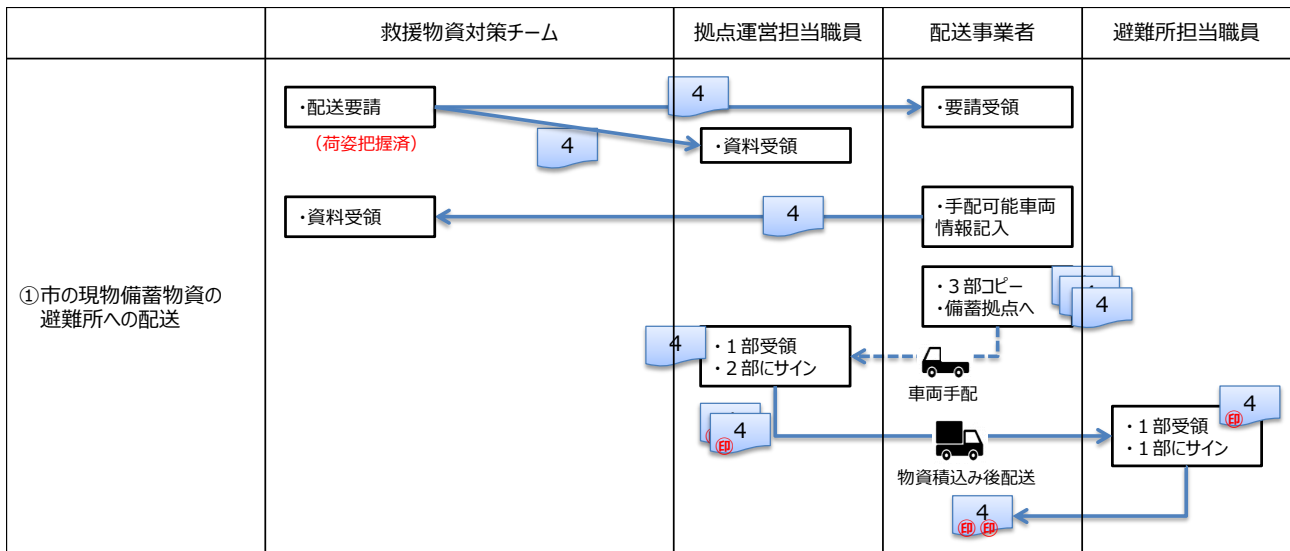 救援物資対策チーム
拠点運営担当職員
配送事業者
避難所担当職員
①市の現物備蓄物資の
避難所への配送
・配送要請
(荷姿把握済)
4
4
・要請受領
・資料受領
・資料受領
4
・手配可能車両
情報記入
・3部コピー
・備蓄拠点へ
4
4
・1部受領
・2部にサイン
車両手配
4
印
・1部受領
・1部にサイン
4
印
物資積込み後配送
4
印 印